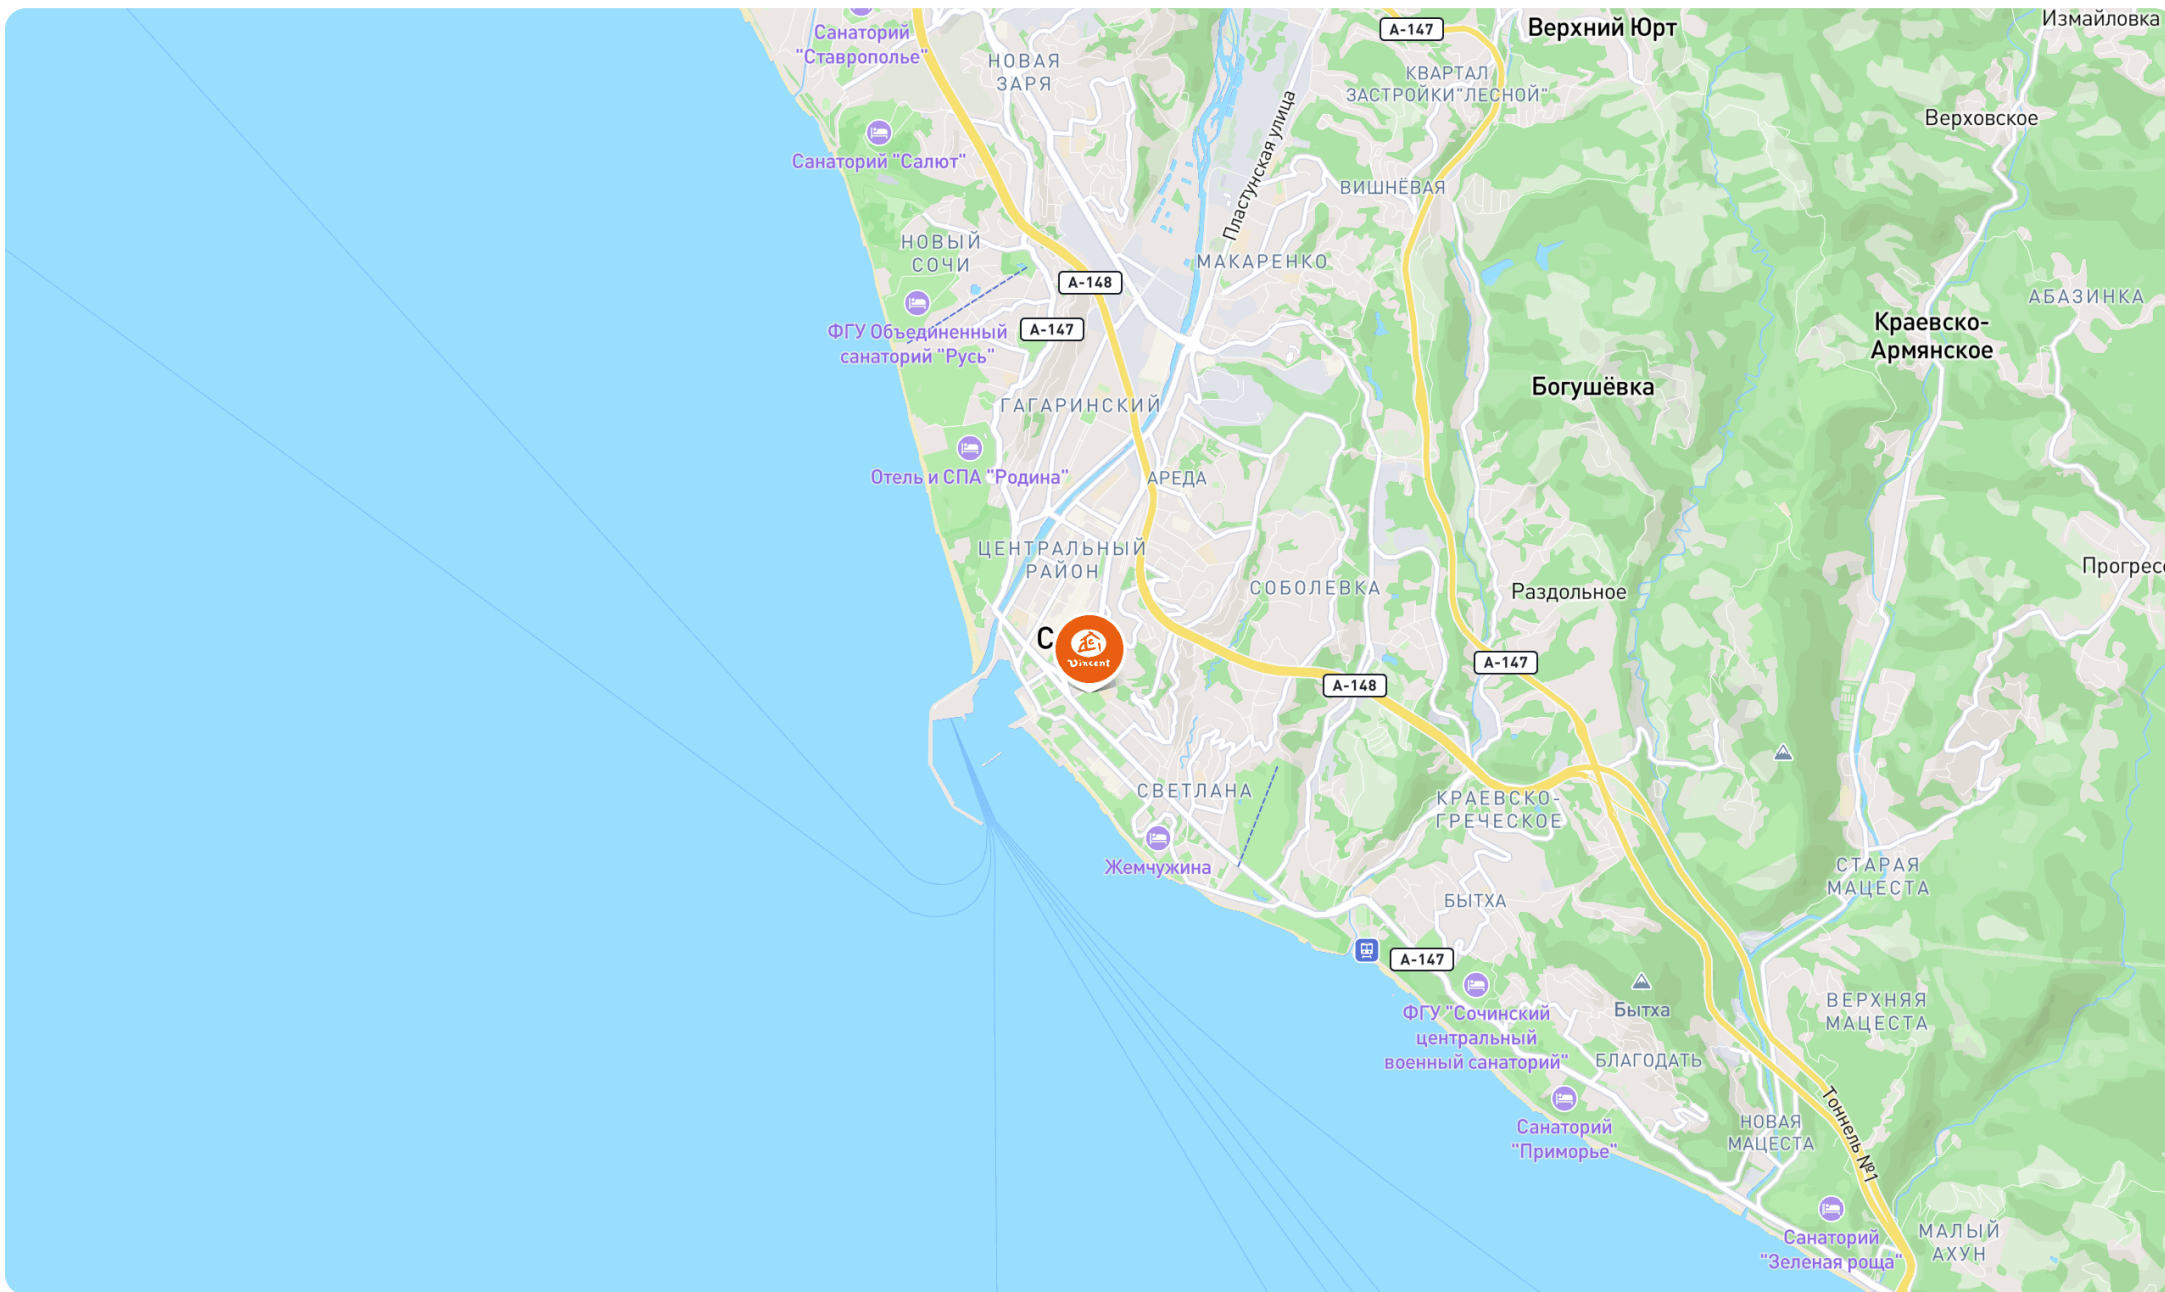 Санаторий
"Ставрополье"
НОВАЯ
ЗАРЯ
А-147
Верхний Юрт
Измайловка
КВАРТАЛ
ЗАСТРОЙКИ"ЛЕСНОЙ"
Верховское
Санаторий "Салют"
Пластунская улица
ВИШНЁВАЯ
НОВЫЙ
СОЧИ
МАКАРЕНКО
А-148
АБАЗИНКА
ФГУ Объединенный
санаторий "Русь"
А-147
Краевско-
Армянское
Богушёвка
ГАГАРИНСКИЙ
Отель и СПА "Родина"
АРЕДА
ЦЕНТРАЛЬНЫЙ
РАЙОН
Прогресс
СОБОЛЕВКА
Раздольное
С
Vincent
А-147
А-148
СВЕТЛАНА
КРАЕВСКО-
ГРЕЧЕСКОЕ
Жемчужина
СТАРАЯ
МАЦЕСТА
БЫТХА
А-147
ФГУ "Сочинский
центральный
военный санаторий"
Бытха
ВЕРХНЯЯ
МАЦЕСТА
БЛАГОДАТЬ
Санаторий
"Приморье"
НОВАЯ
МАЦЕСТА
Тоннель №1
Санаторий
"Зеленая роща"
МАЛЫЙ
АХУН